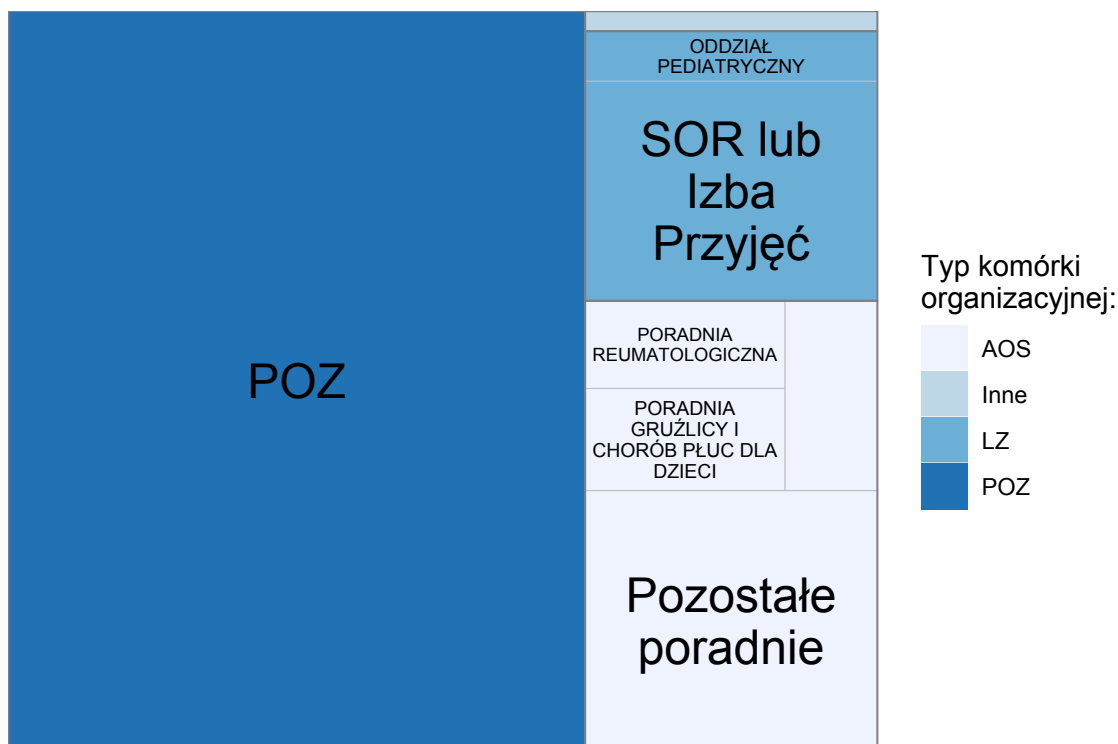 POZ
ODDZIAŁ
PEDIATRYCZNY
SOR lub
Izba
Przyjęć
PORADNIA
REUMATOLOGICZNA
PORADNIA
GRUŹLICY I
CHORÓB PŁUC DLA
DZIECI
Pozostałe
poradnie
Typ komórki
organizacyjnej:
AOS
Inne
LZ
POZ